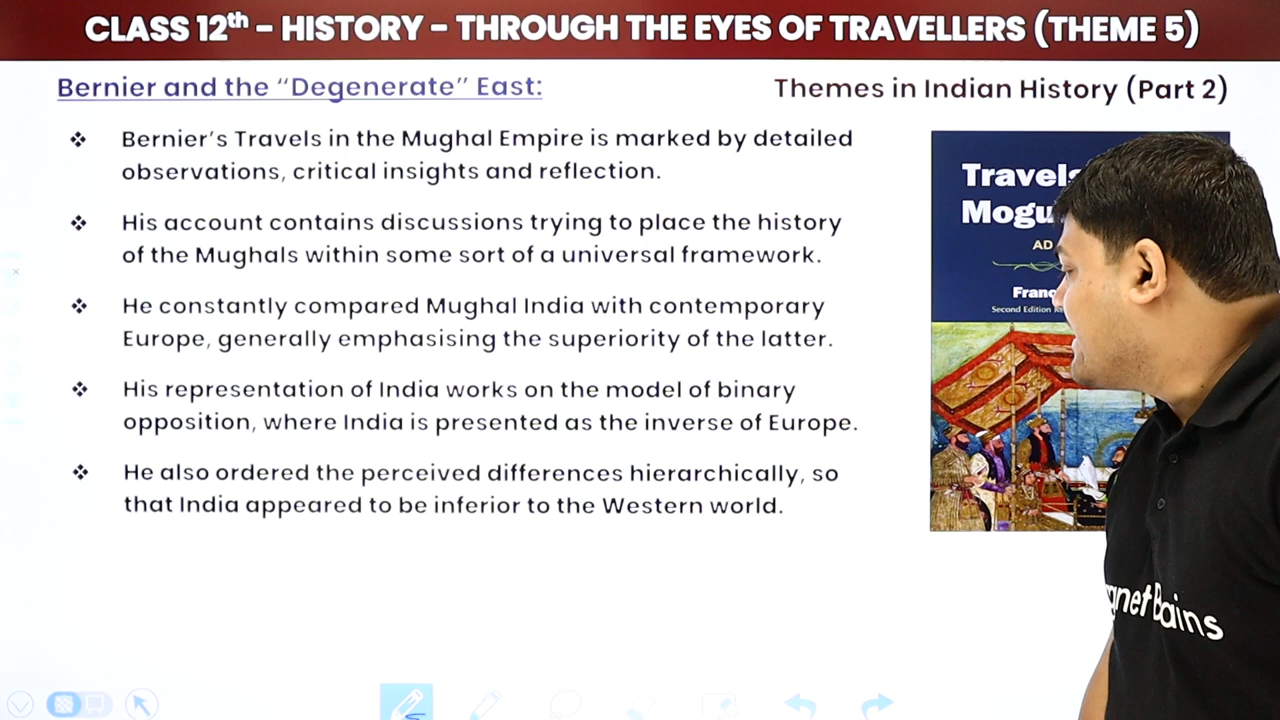 CLASS 12th – HISTORY – THROUGH THE EYES OF TRAVELLERS (THEME 5)
Bernier and the “Degenerate” East:
Themes in Indian History (Part 2)
❖ Bernier’s Travels in the Mughal Empire is marked by detailed
observations, critical insights and reflection.
❖ His account contains discussions trying to place the history
of the Mughals within some sort of a universal framework.
❖ He constantly compared Mughal India with contemporary
Europe, generally emphasising the superiority of the latter.
❖ His representation of India works on the model of binary
opposition, where India is presented as the inverse of Europe.
❖ He also ordered the perceived differences hierarchically, so
that India appeared to be inferior to the Western world.
Travels
Mogu
AD
Franc
Second Edition
gnet Bains